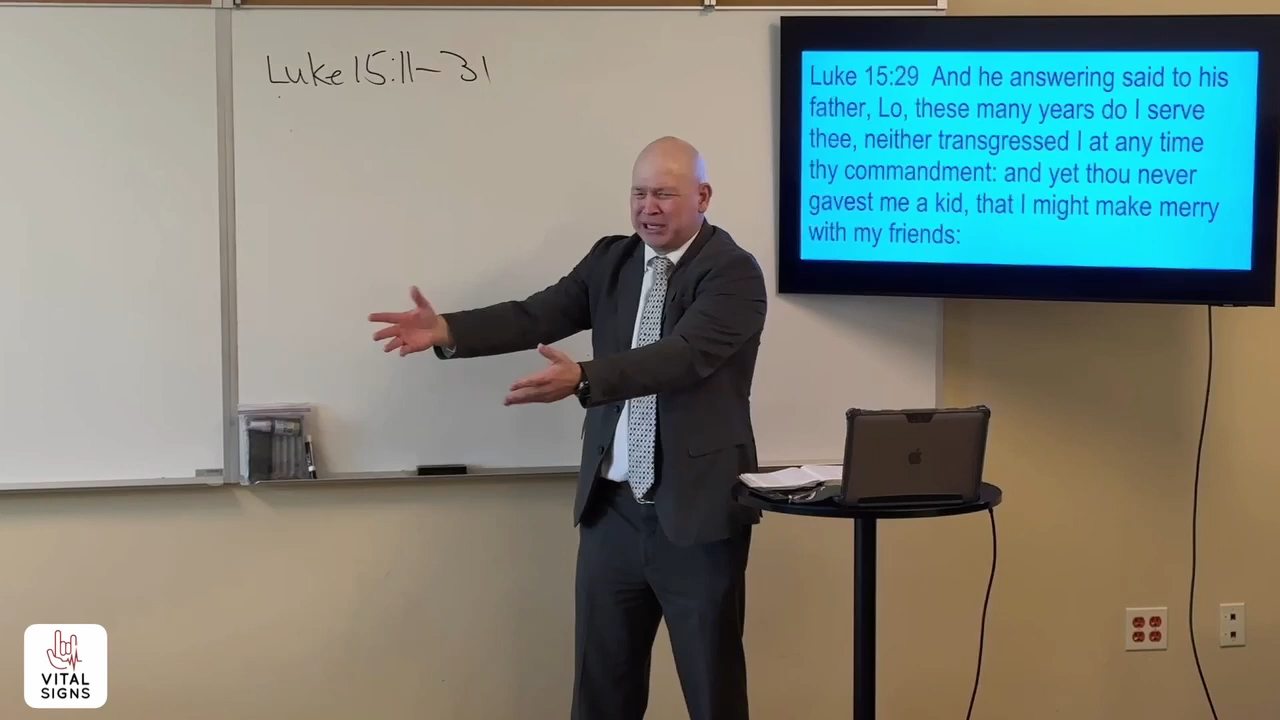 Luke 15:11-31
Luke 15:29 And he answering said to his
father, Lo, these many years do I serve
thee, neither transgressed I at any time
thy commandment: and yet thou never
gavest me a kid, that I might make merry
with my friends:
VITAL
SIGNS